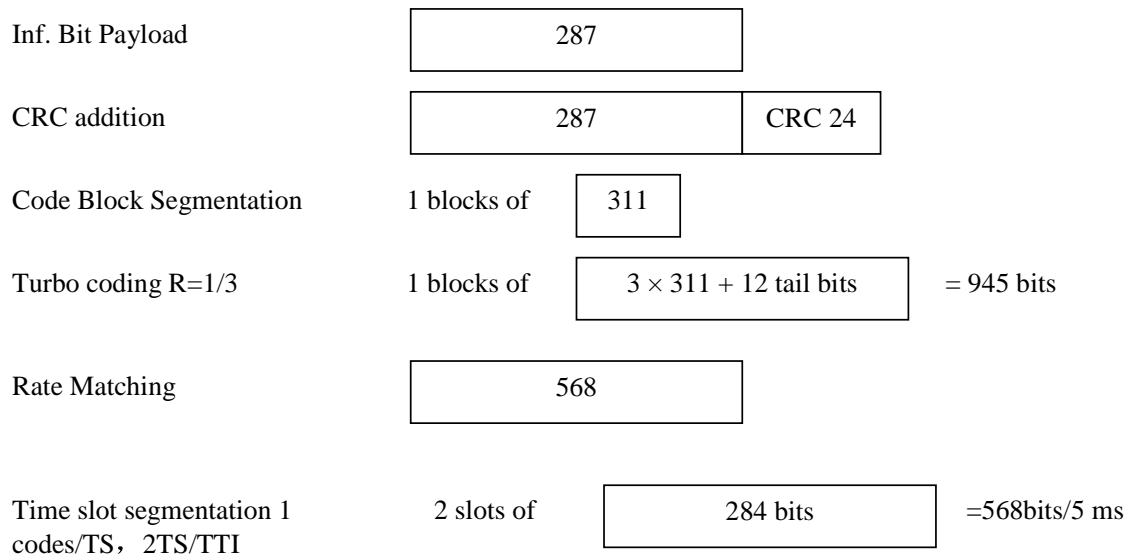 Inf. Bit Payload 287
CRC addition 287 CRC 24
Code Block Segmentation 1 blocks of 311
Turbo coding R=1/3 1 blocks of 3 × 311 + 12 tail bits = 945 bits
Rate Matching 568
Time slot segmentation 1 2 slots of 284 bits =568bits/5 ms
codes/TS，2TS/TTI